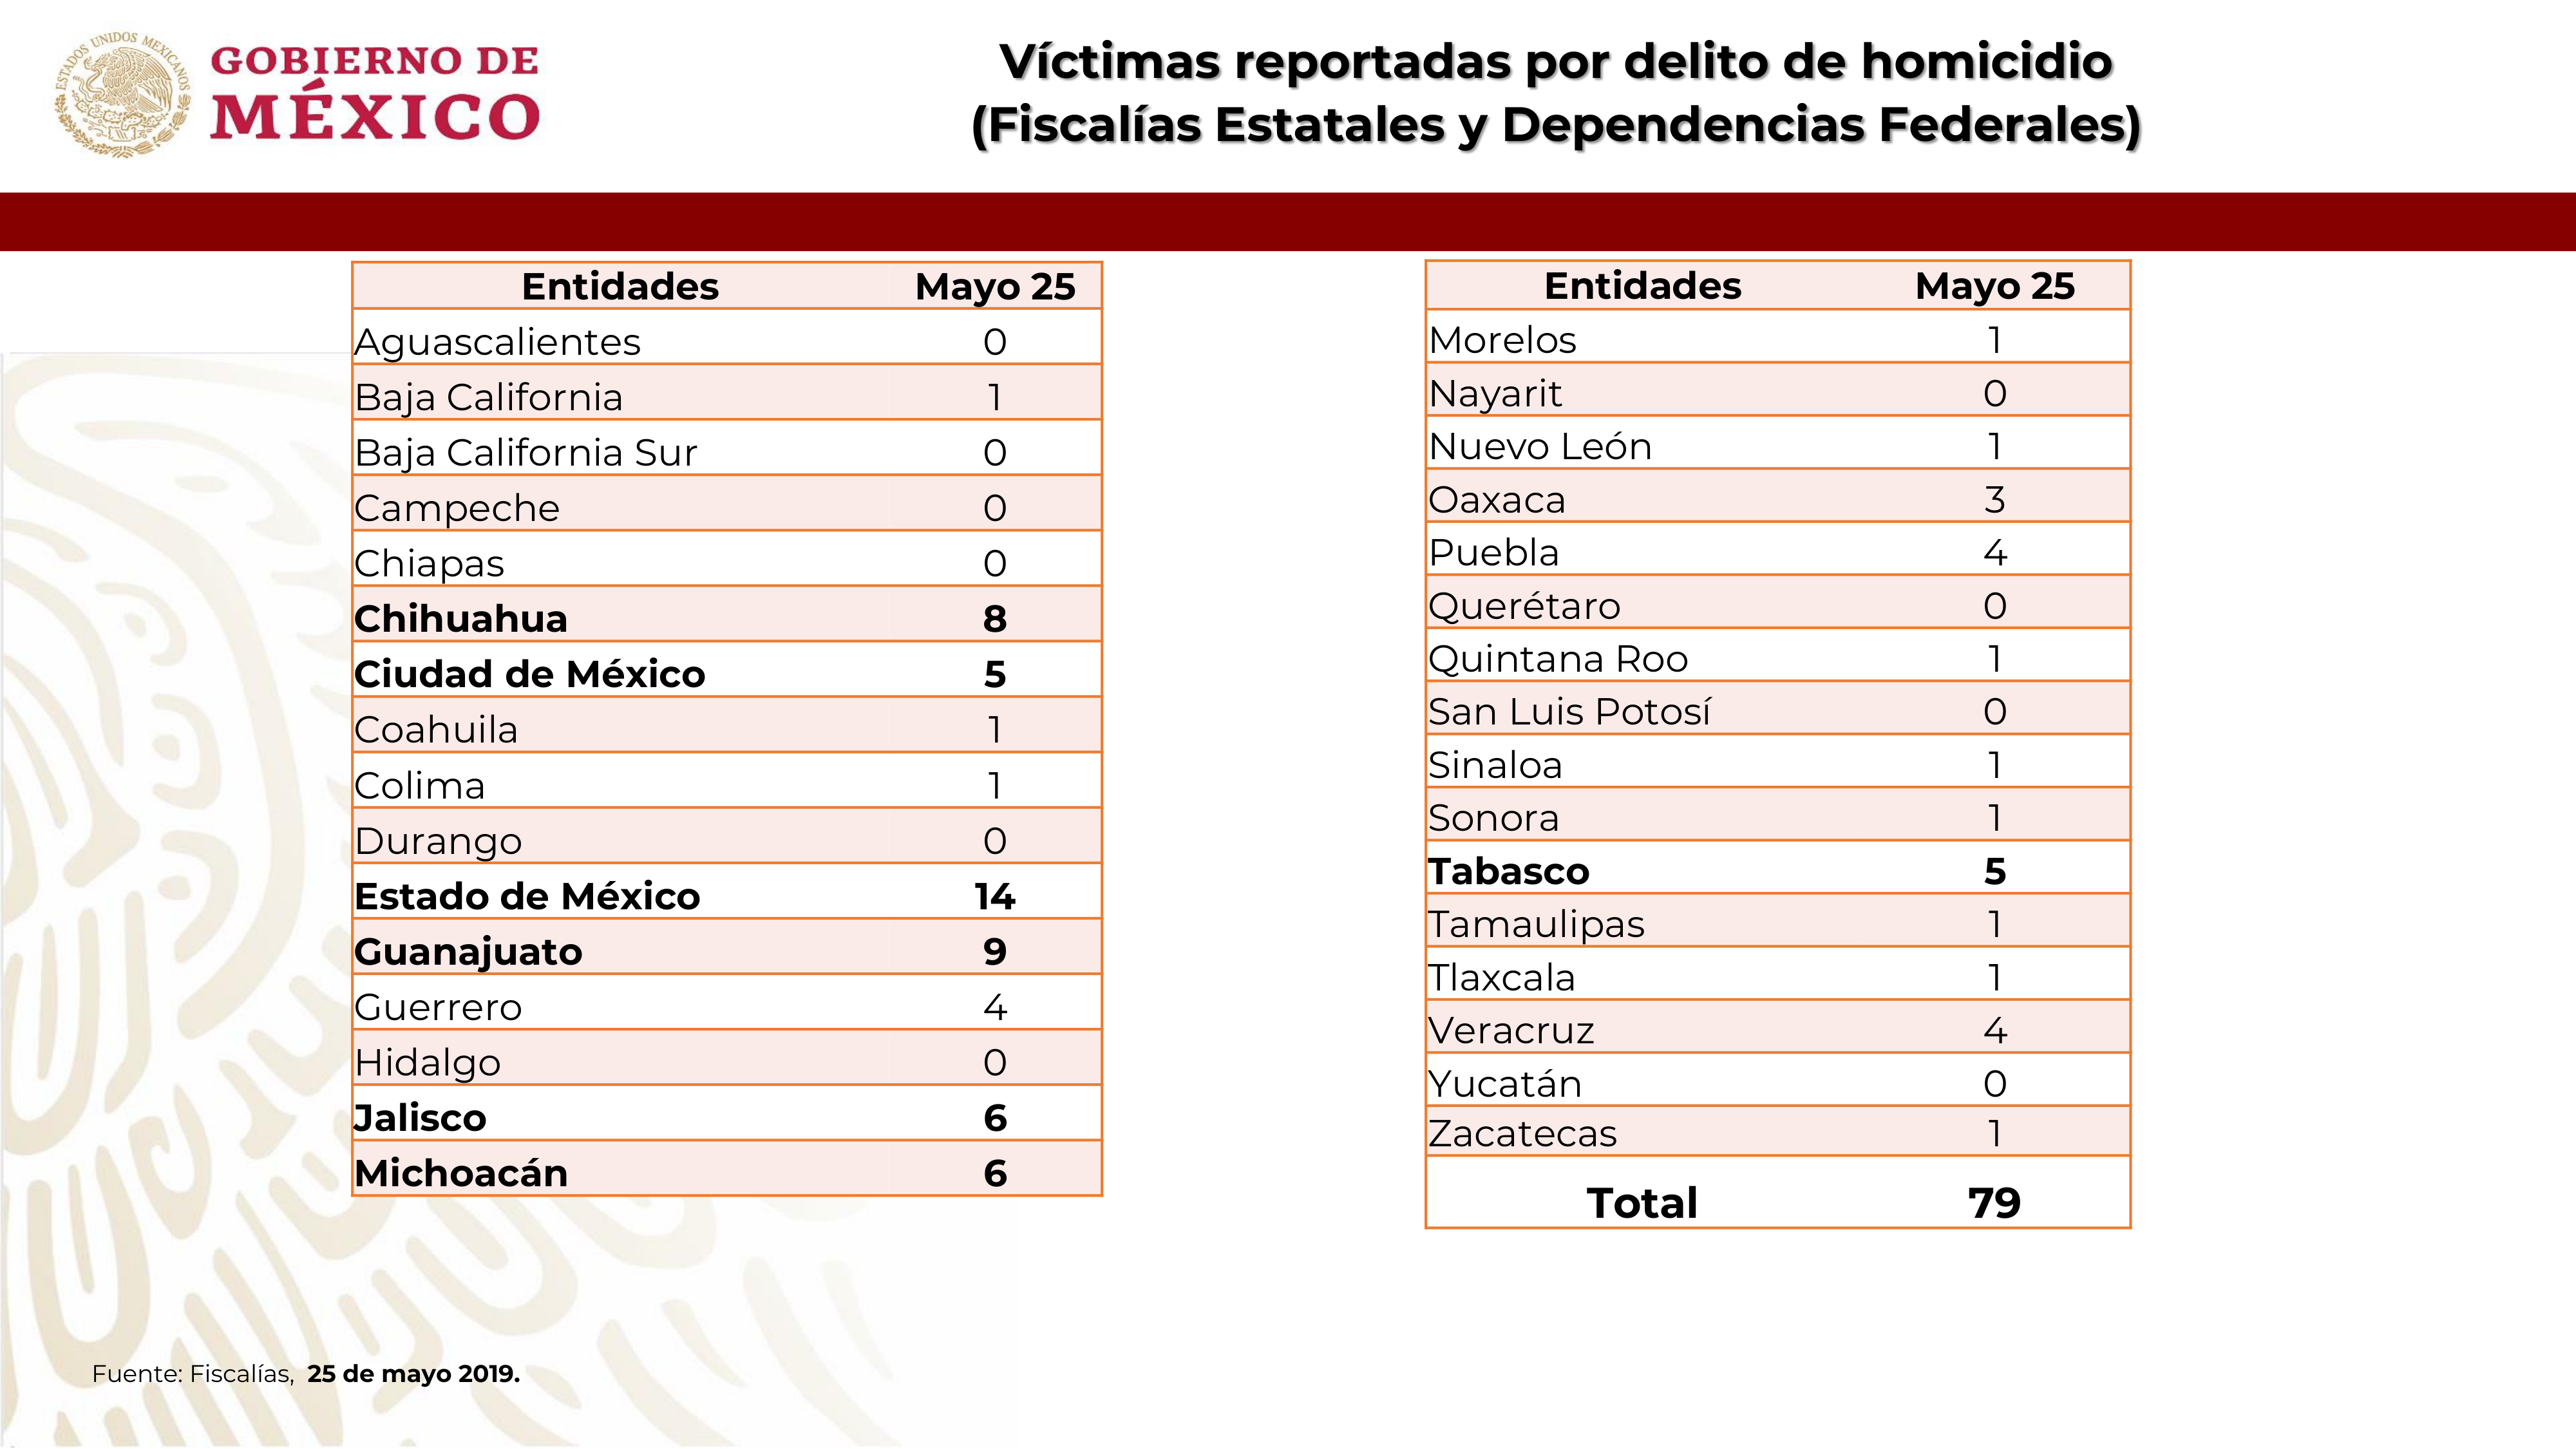 ESTADOS UNIDOS MEXICANOS
GOBIERNO DE
MÉXICO
Víctimas reportadas por delito de homicidio
(Fiscalías Estatales y Dependencias Federales)
Entidades Mayo 25
Aguascalientes 0
Baja California 1
Baja California Sur 0
Campeche 0
Chiapas 0
Chihuahua 8
Ciudad de México 5
Coahuila 1
Colima 1
Durango 0
Estado de México 14
Guanajuato 9
Guerrero 4
Hidalgo 0
Jalisco 6
Michoacán 6
Entidades Mayo 25
Morelos 1
Nayarit 0
Nuevo León 1
Oaxaca 3
Puebla 4
Querétaro 0
Quintana Roo 1
San Luis Potosí 0
Sinaloa 1
Sonora 1
Tabasco 5
Tamaulipas 1
Tlaxcala 1
Veracruz 4
Yucatán 0
Zacatecas 1
Total 79
Fuente: Fiscalías, 25 de mayo 2019.